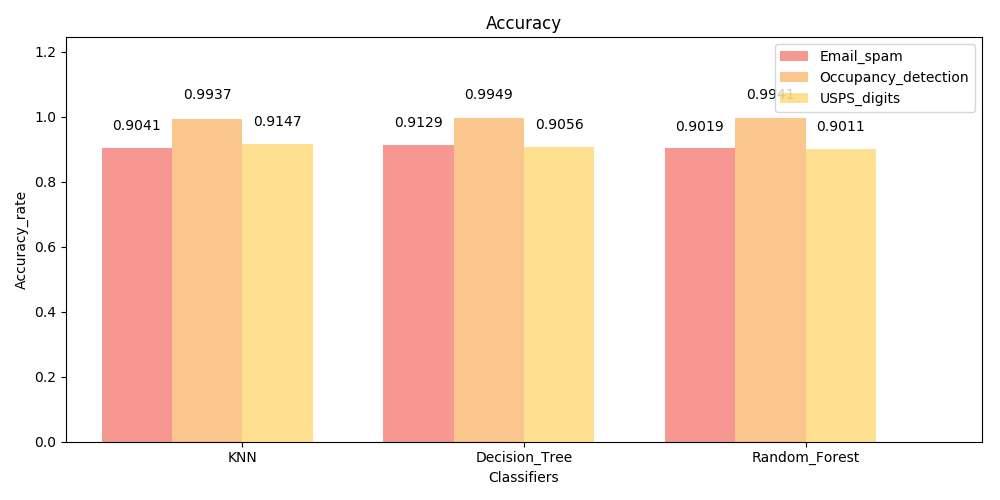 Accuracy
Email_spam
Occupancy_detection
USPS_digits
1.2
1.0
0.8
0.6
0.4
0.2
0.0
Accuracy_rate
0.9041
0.9937
0.9147
0.9129
0.9949
0.9056
0.9019
0.9941
0.9011
KNN
Decision_Tree
Random_Forest
Classifiers